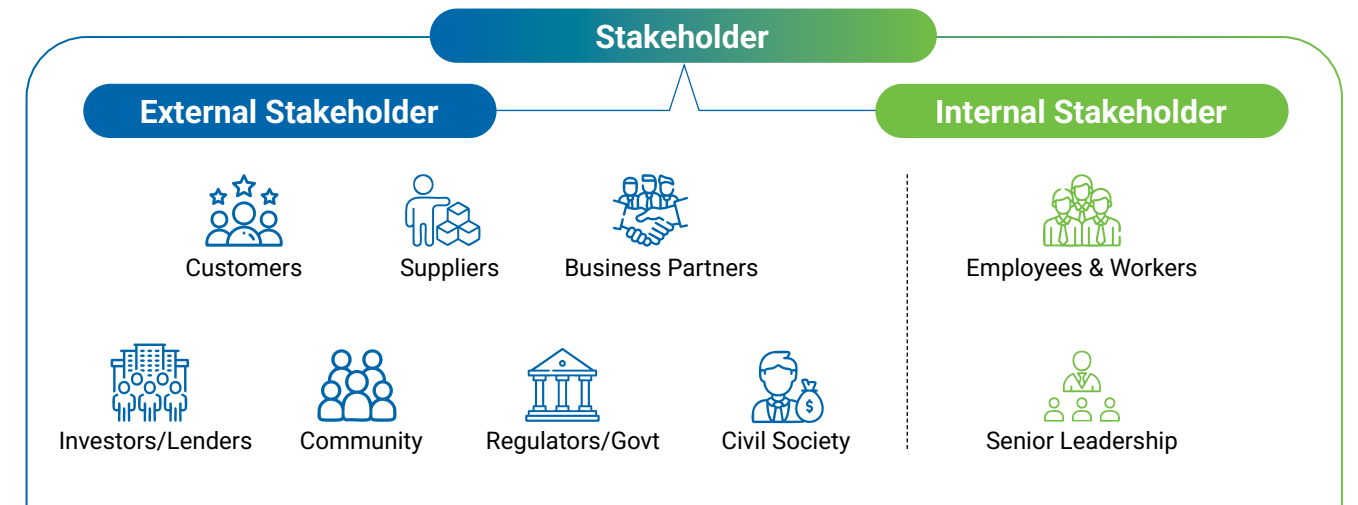 Stakeholder
External Stakeholder
Internal Stakeholder
Customers
Suppliers
Business Partners
Employees & Workers
Investors/Lenders
Community
Regulators/Govt
Civil Society
Senior Leadership
$